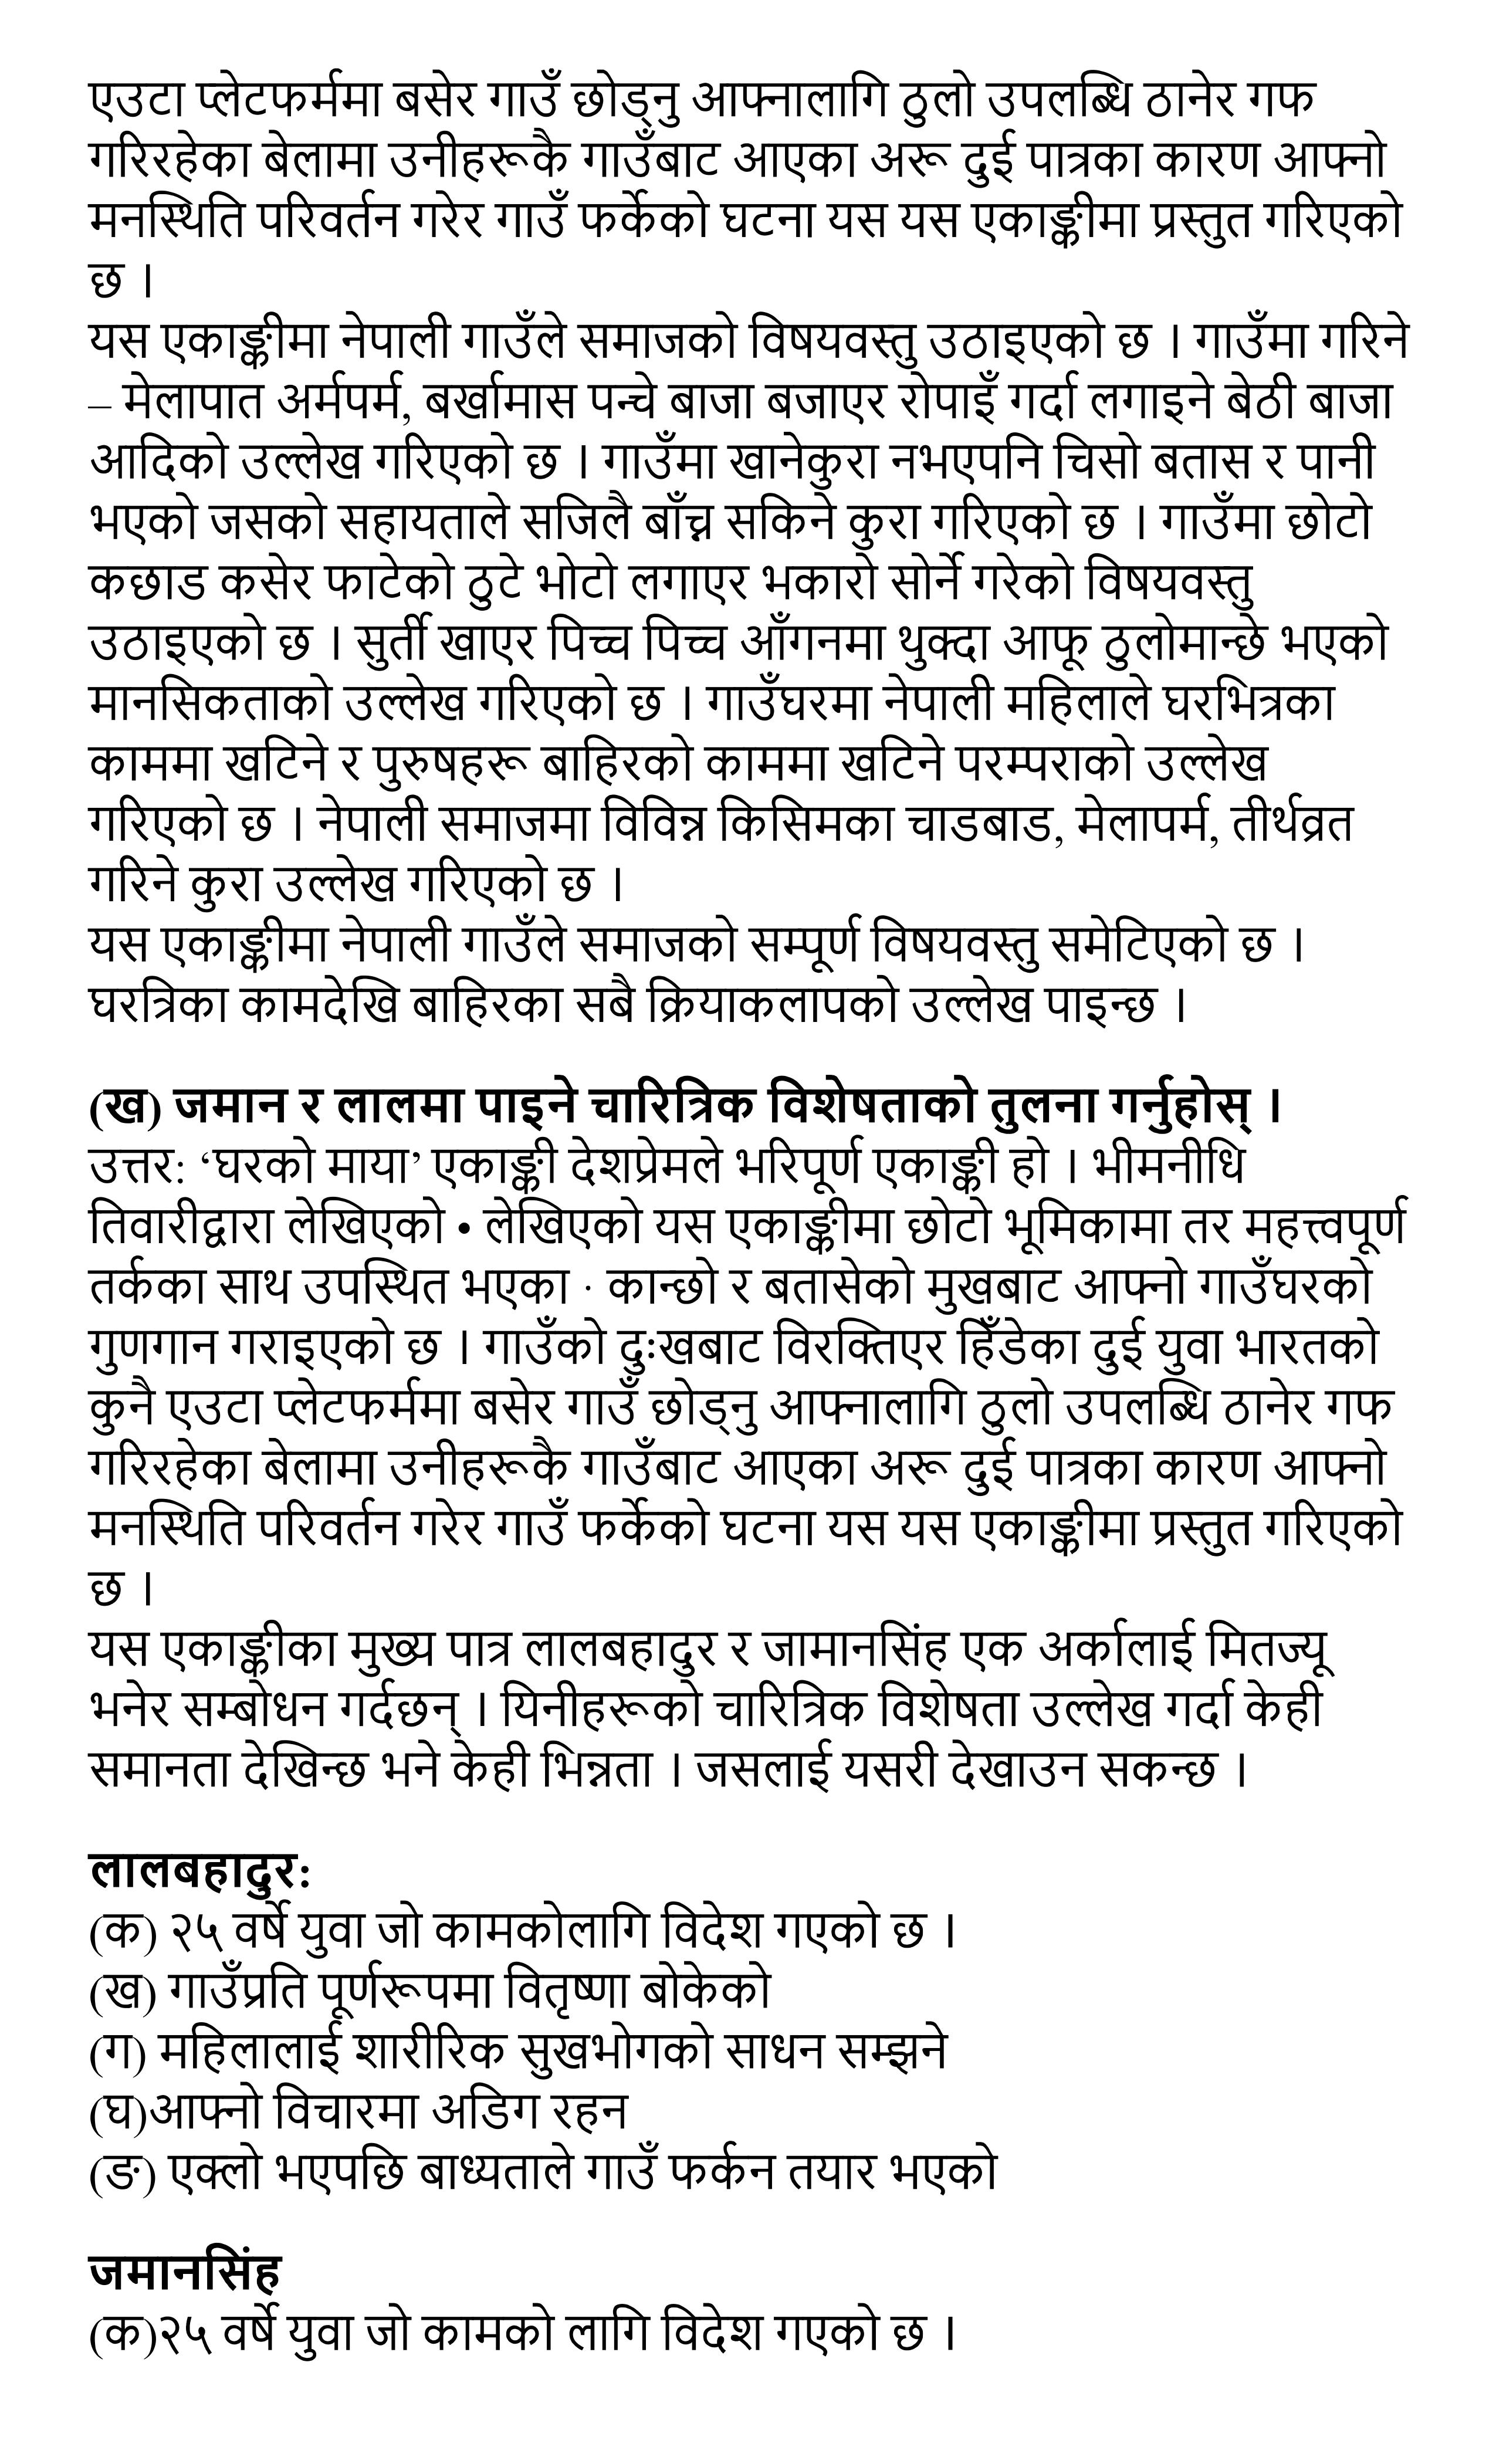 एउटा प्लेटफर्ममा बसेर गाउँ छोड्नु आफ्नालागि ठुलो उपलब्धि ठानेर गफ
गरिरहेका बेलामा उनीहरूकै गाउँबाट आएका अरू दुई पात्रका कारण आफ्नो
मनस्थिति परिवर्तन गरेर गाउँ फर्केको घटना यस यस एकाङ्कीमा प्रस्तुत गरिएको
छ ।
यस एकाङ्कीमा नेपाली गाउँले समाजको विषयवस्तु उठाइएको छ । गाउँमा गरिने
– मेलापात अर्मपर्म, बर्खामास पन्चे बाजा बजाएर रोपाइँ गर्दा लगाइने बेठी बाजा
आदिको उल्लेख गरिएको छ । गाउँमा खानेकुरा नभएपनि चिसो बतास र पानी
भएको जसको सहायताले सजिलै बाँच्न सकिने कुरा गरिएको छ । गाउँमा छोटो
कछाड कसेर फाटेको ठुटे भोटो लगाएर भकारो सोर्ने गरेको विषयवस्तु
उठाइएको छ । सुर्ती खाएर पिच्च पिच्च आँगनमा थुक्दा आफू ठुलोमान्छे भएको
मानसिकताको उल्लेख गरिएको छ । गाउँघरमा नेपाली महिलाले घरभित्रका
काममा खटिने र पुरुषहरू बाहिरको काममा खटिने परम्पराको उल्लेख
गरिएको छ । नेपाली समाजमा विविन्न किसिमका चाडबाड, मेलापर्म, तीर्थव्रत
गरिने कुरा उल्लेख गरिएको छ ।
यस एकाङ्कीमा नेपाली गाउँले समाजको सम्पूर्ण विषयवस्तु समेटिएको छ ।
घरत्रिका कामदेखि बाहिरका सबै क्रियाकलापको उल्लेख पाइन्छ ।

(ख) जमान र लालमा पाइने चारित्रिक विशेषताको तुलना गर्नुहोस् ।
उत्तर: ‘घरको माया’ एकाङ्की देशप्रेमले भरिपूर्ण एकाङ्की हो । भीमनीधि
तिवारीद्वारा लेखिएको • लेखिएको यस एकाङ्कीमा छोटो भूमिकामा तर महत्त्वपूर्ण
तर्कका साथ उपस्थित भएका · कान्छो र बतासेको मुखबाट आफ्नो गाउँघरको
गुणगान गराइएको छ । गाउँको दुःखबाट विरक्तिएर हिँडेका दुई युवा भारतको
कुनै एउटा प्लेटफर्ममा बसेर गाउँ छोड्नु आफ्नालागि ठुलो उपलब्धि ठानेर गफ
गरिरहेका बेलामा उनीहरूकै गाउँबाट आएका अरू दुई पात्रका कारण आफ्नो
मनस्थिति परिवर्तन गरेर गाउँ फर्केको घटना यस यस एकाङ्कीमा प्रस्तुत गरिएको
छ ।
यस एकाङ्कीका मुख्य पात्र लालबहादुर र जामानसिंह एक अर्कालाई मितज्यू
भनेर सम्बोधन गर्दछन् । यिनीहरूको चारित्रिक विशेषता उल्लेख गर्दा केही
समानता देखिन्छ भने केही भिन्नता । जसलाई यसरी देखाउन सकन्छ ।

लालबहादुर:
(क) २५ वर्षे युवा जो कामकोलागि विदेश गएको छ ।
(ख) गाउँप्रति पूर्णरूपमा वितृष्णा बोकेको
(ग) महिलालाई शारीरिक सुखभोगको साधन सम्झने
(घ)आफ्नो विचारमा अडिग रहन
(ङ) एक्लो भएपछि बाध्यताले गाउँ फर्कन तयार भएको

जमानसिंह
(क)२५ वर्षे युवा जो कामको लागि विदेश गएको छ ।